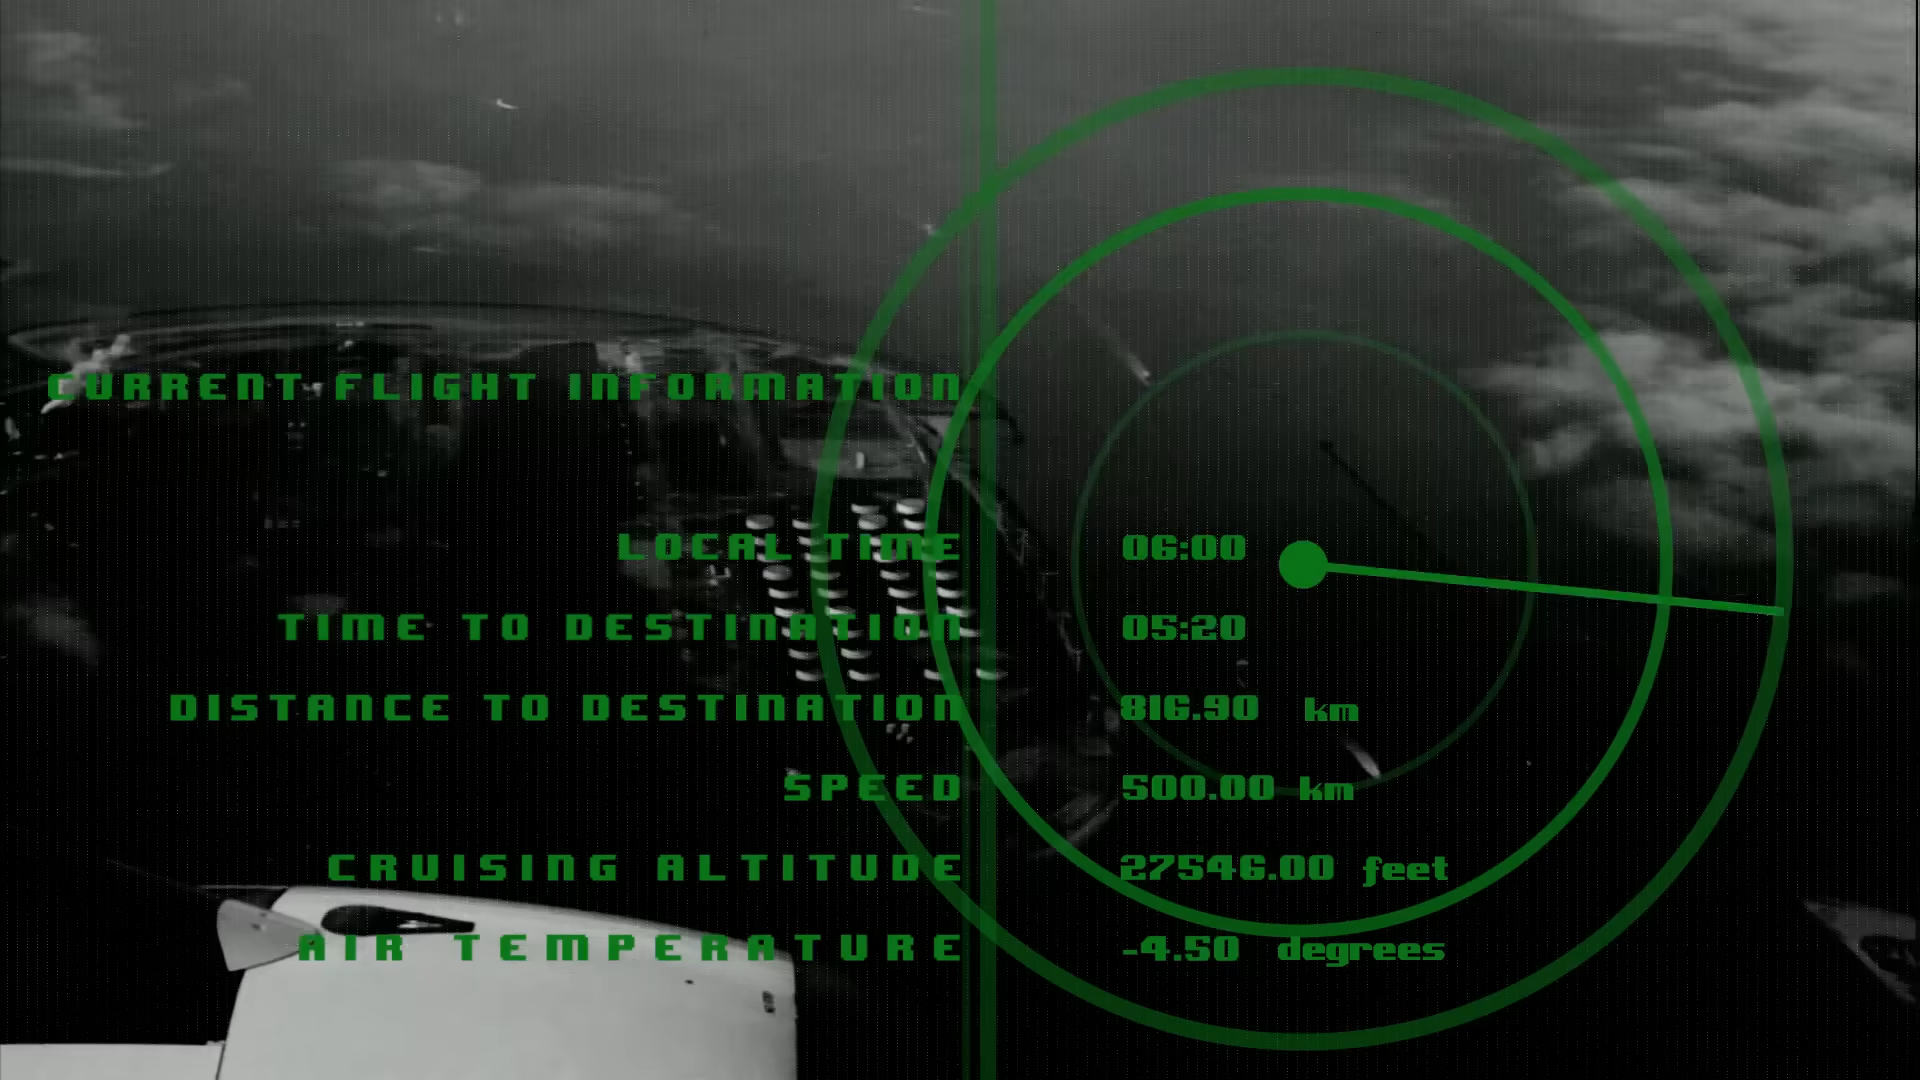 CURRENT FLIGHT INFORMATION
LOCAL TIME 06:00
TIME TO DESTINATION 05:20
DISTANCE TO DESTINATION 816.90 km
SPEED 500.00 km
CRUISING ALTITUDE 27546.00 feet
AIR TEMPERATURE -4.50 degrees